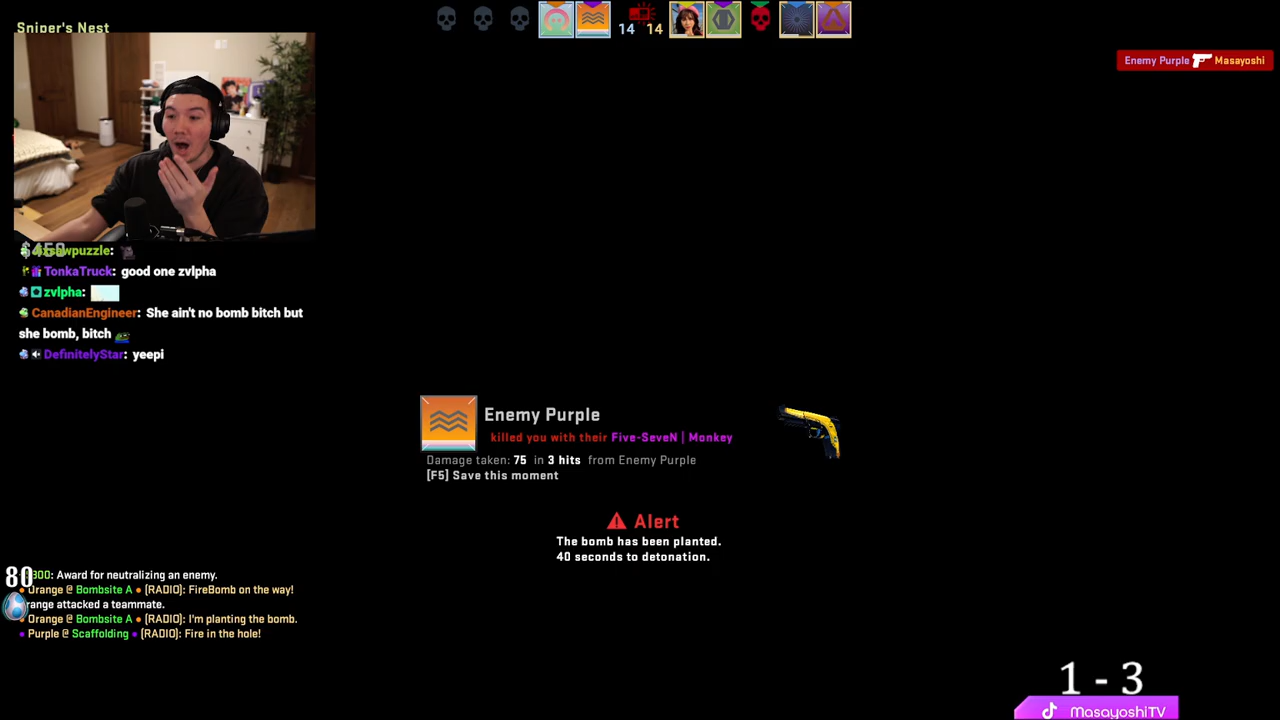 Sniper's Nest
14 14
Enemy Purple Masayoshi
TonkaTruck: good one zvlpha
zvlpha:
CanadianEngineer: She ain't no bomb bitch but
she bomb, bitch
DefinitelyStar: yeepi
Enemy Purple
killed you with their Five-SeveN | Monkey
Damage taken: 75 in 3 hits from Enemy Purple
[F5] Save this moment
Alert
The bomb has been planted.
40 seconds to detonation.
80
Award for neutralizing an enemy.
Orange @ Bombsite A ● (RADIO): FireBomb on the way!
range attacked a teammate.
● Orange @ Bombsite A ● (RADIO): I'm planting the bomb.
● Purple @ Scaffolding ● (RADIO): Fire in the hole!
1 - 3
MasayoshiTV